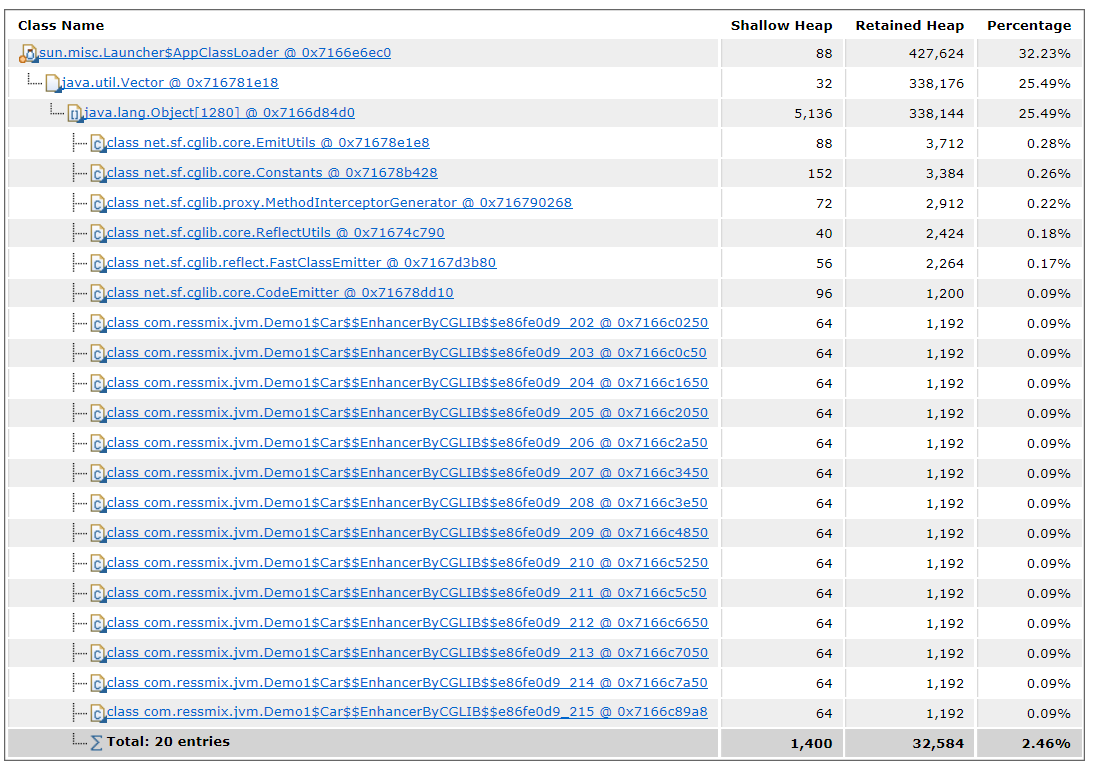 Class Name Shallow Heap Retained Heap Percentage
sun.misc.Launcher$AppClassLoader @ 0x7166e6ec0 88 427,624 32.23%
java.util.Vector @ 0x716781e18 32 338,176 25.49%
java.lang.Object[1280] @ 0x7166d84d0 5,136 338,144 25.49%
class net.sf.cglib.core.EmitUtils @ 0x71678e1e8 88 3,712 0.28%
class net.sf.cglib.core.Constants @ 0x71678b428 152 3,384 0.26%
class net.sf.cglib.proxy.MethodInterceptorGenerator @ 0x716790268 72 2,912 0.22%
class net.sf.cglib.core.ReflectUtils @ 0x71674c790 40 2,424 0.18%
class net.sf.cglib.reflect.FastClassEmitter @ 0x7167d3b80 56 2,264 0.17%
class net.sf.cglib.core.CodeEmitter @ 0x71678dd10 96 1,200 0.09%
class com.ressmix.jvm.Demo1$Car$$EnhancerByCGLIB$$e86fe0d9_202 @ 0x7166c0250 64 1,192 0.09%
class com.ressmix.jvm.Demo1$Car$$EnhancerByCGLIB$$e86fe0d9_203 @ 0x7166c0c50 64 1,192 0.09%
class com.ressmix.jvm.Demo1$Car$$EnhancerByCGLIB$$e86fe0d9_204 @ 0x7166c1650 64 1,192 0.09%
class com.ressmix.jvm.Demo1$Car$$EnhancerByCGLIB$$e86fe0d9_205 @ 0x7166c2050 64 1,192 0.09%
class com.ressmix.jvm.Demo1$Car$$EnhancerByCGLIB$$e86fe0d9_206 @ 0x7166c2a50 64 1,192 0.09%
class com.ressmix.jvm.Demo1$Car$$EnhancerByCGLIB$$e86fe0d9_207 @ 0x7166c3450 64 1,192 0.09%
class com.ressmix.jvm.Demo1$Car$$EnhancerByCGLIB$$e86fe0d9_208 @ 0x7166c3e50 64 1,192 0.09%
class com.ressmix.jvm.Demo1$Car$$EnhancerByCGLIB$$e86fe0d9_209 @ 0x7166c4850 64 1,192 0.09%
class com.ressmix.jvm.Demo1$Car$$EnhancerByCGLIB$$e86fe0d9_210 @ 0x7166c5250 64 1,192 0.09%
class com.ressmix.jvm.Demo1$Car$$EnhancerByCGLIB$$e86fe0d9_211 @ 0x7166c5c50 64 1,192 0.09%
class com.ressmix.jvm.Demo1$Car$$EnhancerByCGLIB$$e86fe0d9_212 @ 0x7166c6650 64 1,192 0.09%
class com.ressmix.jvm.Demo1$Car$$EnhancerByCGLIB$$e86fe0d9_213 @ 0x7166c7050 64 1,192 0.09%
class com.ressmix.jvm.Demo1$Car$$EnhancerByCGLIB$$e86fe0d9_214 @ 0x7166c7a50 64 1,192 0.09%
class com.ressmix.jvm.Demo1$Car$$EnhancerByCGLIB$$e86fe0d9_215 @ 0x7166c89a8 64 1,192 0.09%
Total: 20 entries 1,400 32,584 2.46%